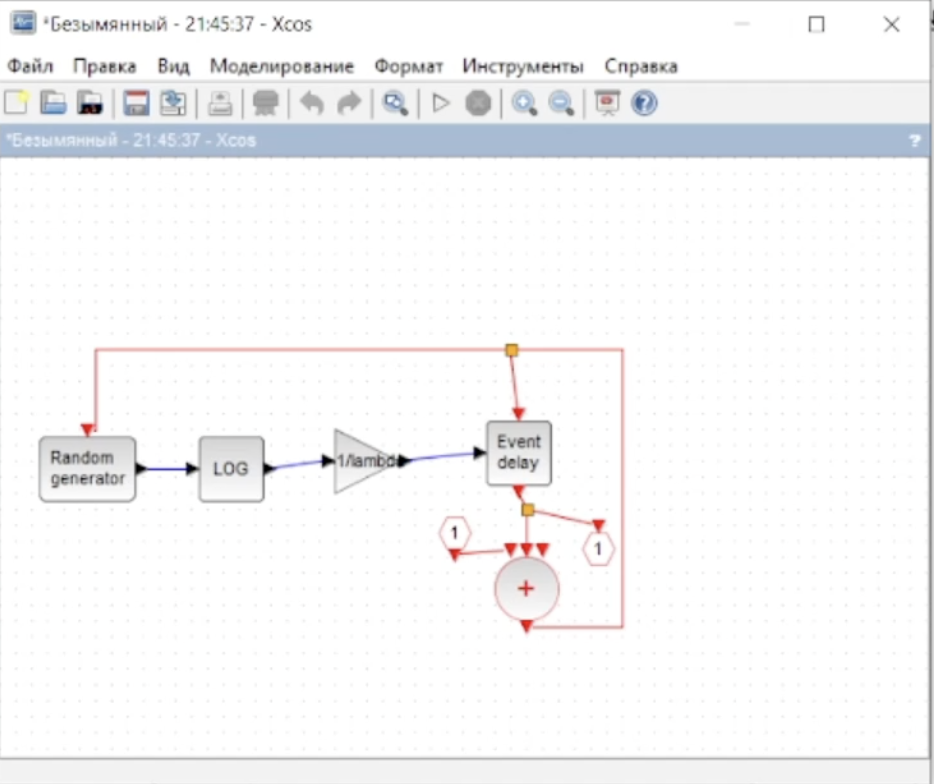 *Безымянный - 21:45:37 - Xcos
Файл Правка Вид Моделирование Формат Инструменты Справка
*Безымянный - 21:45:37 - Xcos ?
Random
generator
LOG
1/lambd
Event
delay
1
1
+